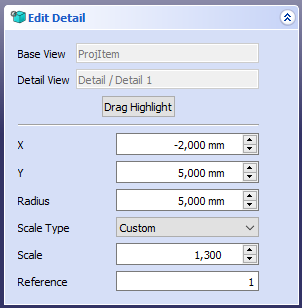 Edit Detail
Base View ProjItem
Detail View Detail / Detail 1
Drag Highlight
X -2,000 mm
Y 5,000 mm
Radius 5,000 mm
Scale Type Custom
Scale 1,300
Reference 1